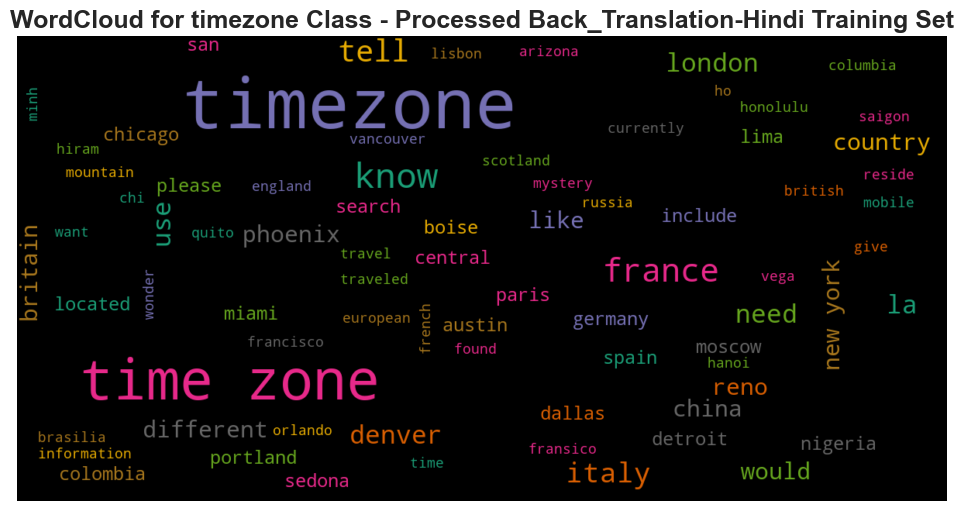 WordCloud for timezone Class - Processed Back_Translation-Hindi Training Set
san
tell
lisbon
arizona
london
columbia
minh
timezone
ho
honolulu
saigon
chicago
vancouver
currently
lima
country
hiram
scotland
mountain
know
please
england
mystery
reside
chi
search
russia
british
mobile
use
like
include
want
quito
phoenix
boise
britain
travel
central
give
traveled
france
vega
new york
wonder
located
paris
la
miami
european
french
austin
germany
need
francisco
found
spain
moscow
hanoi
time zone
reno
dallas
china
different
orlando
denver
brasilia
detroit
nigeria
information
portland
time
fransico
colombia
sedona
italy
would